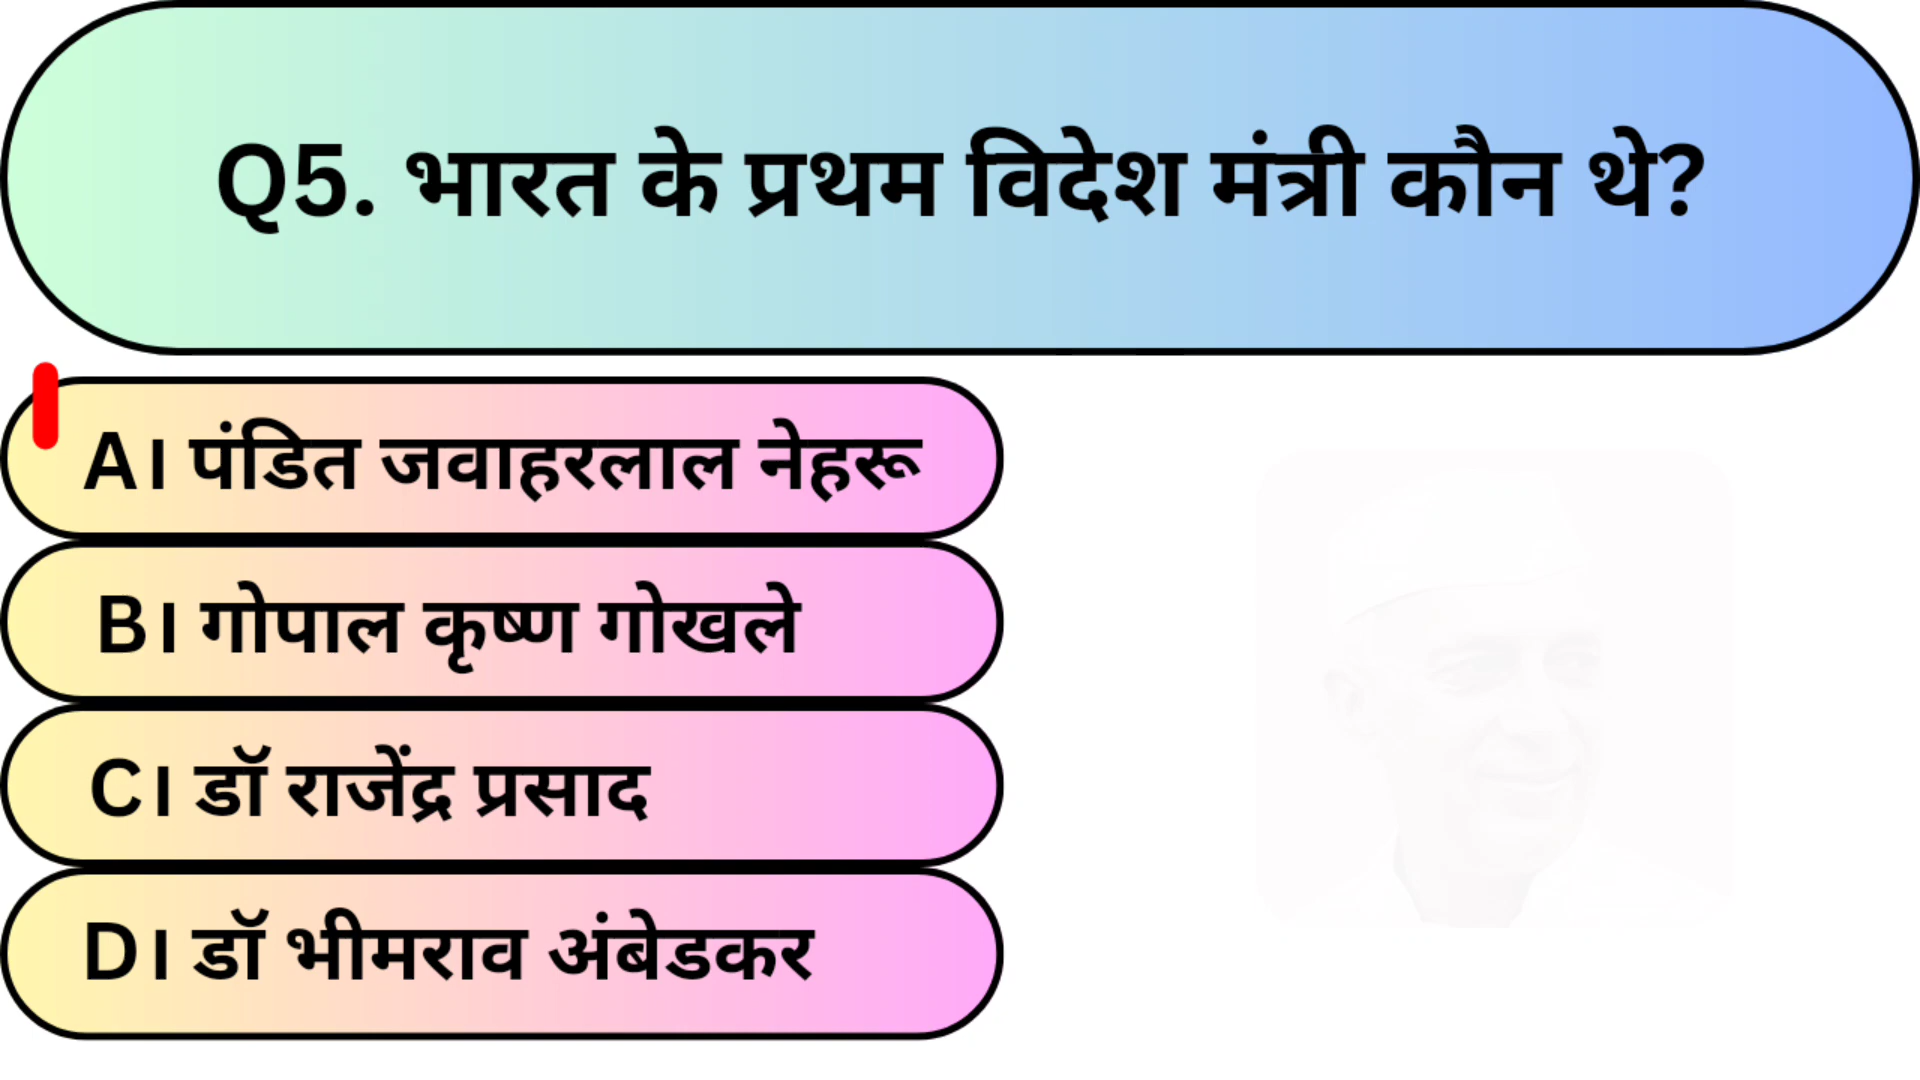 Q5. भारत के प्रथम विदेश मंत्री कौन थे?
A। पंडित जवाहरलाल नेहरू
B। गोपाल कृष्ण गोखले
C। डॉ राजेंद्र प्रसाद
D। डॉ भीमराव अंबेडकर